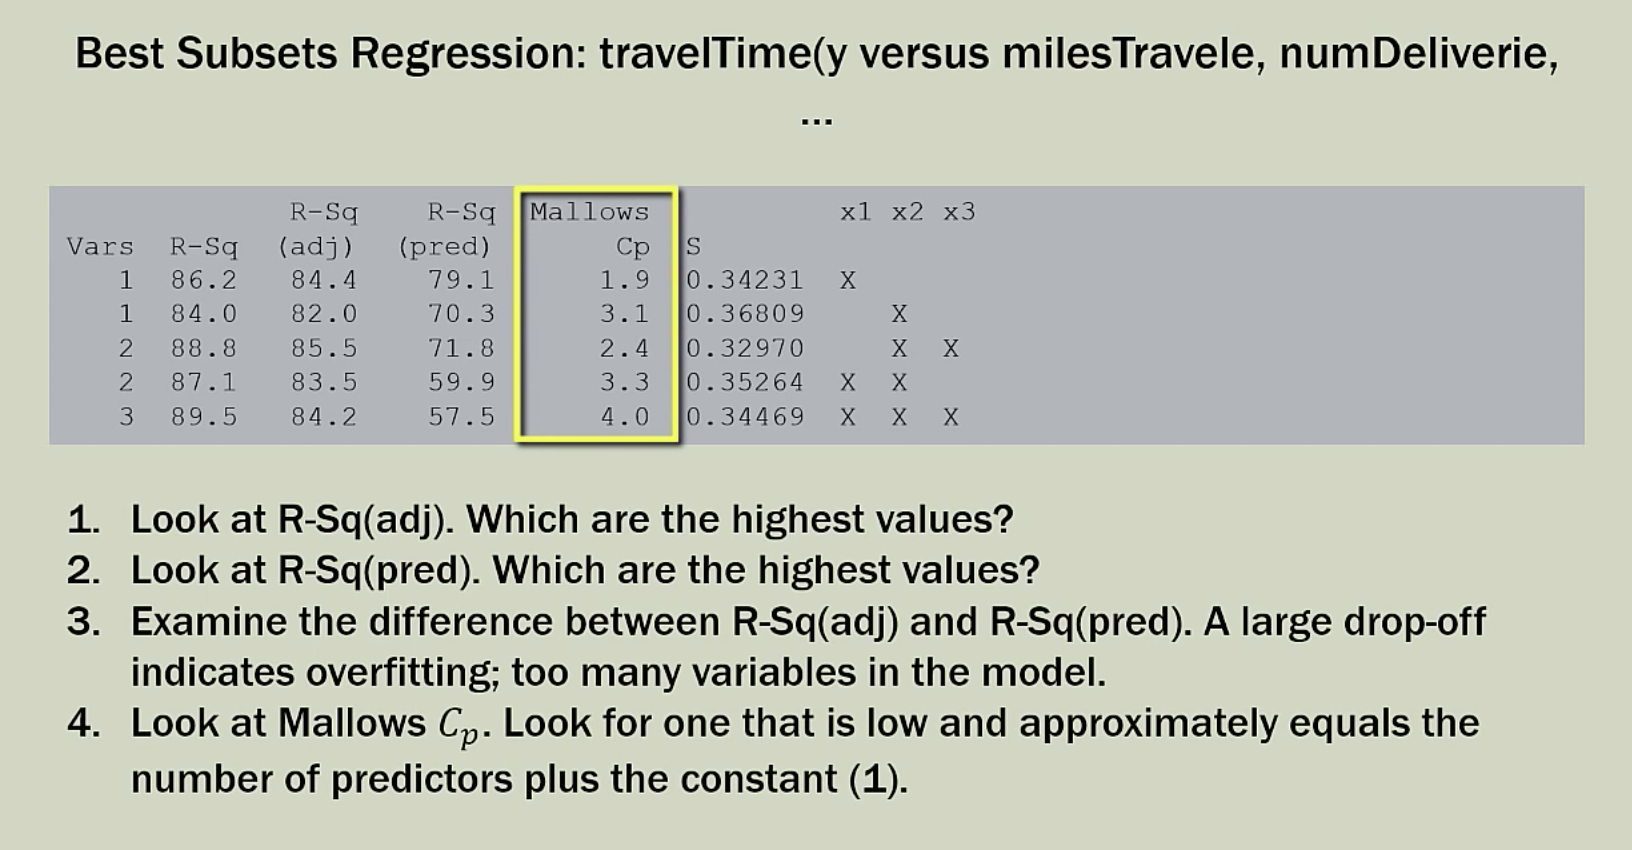 Best Subsets Regression: travelTime(y versus milesTravele, numDeliverie,
...
R-Sq R-Sq Mallows x1 x2 x3
Vars R-Sq (adj) (pred) Cp S
1 86.2 84.4 79.1 1.9 0.34231 X
1 84.0 82.0 70.3 3.1 0.36809 X
2 88.8 85.5 71.8 2.4 0.32970 X X
2 87.1 83.5 59.9 3.3 0.35264 X X
3 89.5 84.2 57.5 4.0 0.34469 X X X
1. Look at R-Sq(adj). Which are the highest values?
2. Look at R-Sq(pred). Which are the highest values?
3. Examine the difference between R-Sq(adj) and R-Sq(pred). A large drop-off
indicates overfitting; too many variables in the model.
4. Look at Mallows Cₚ. Look for one that is low and approximately equals the
number of predictors plus the constant (1).